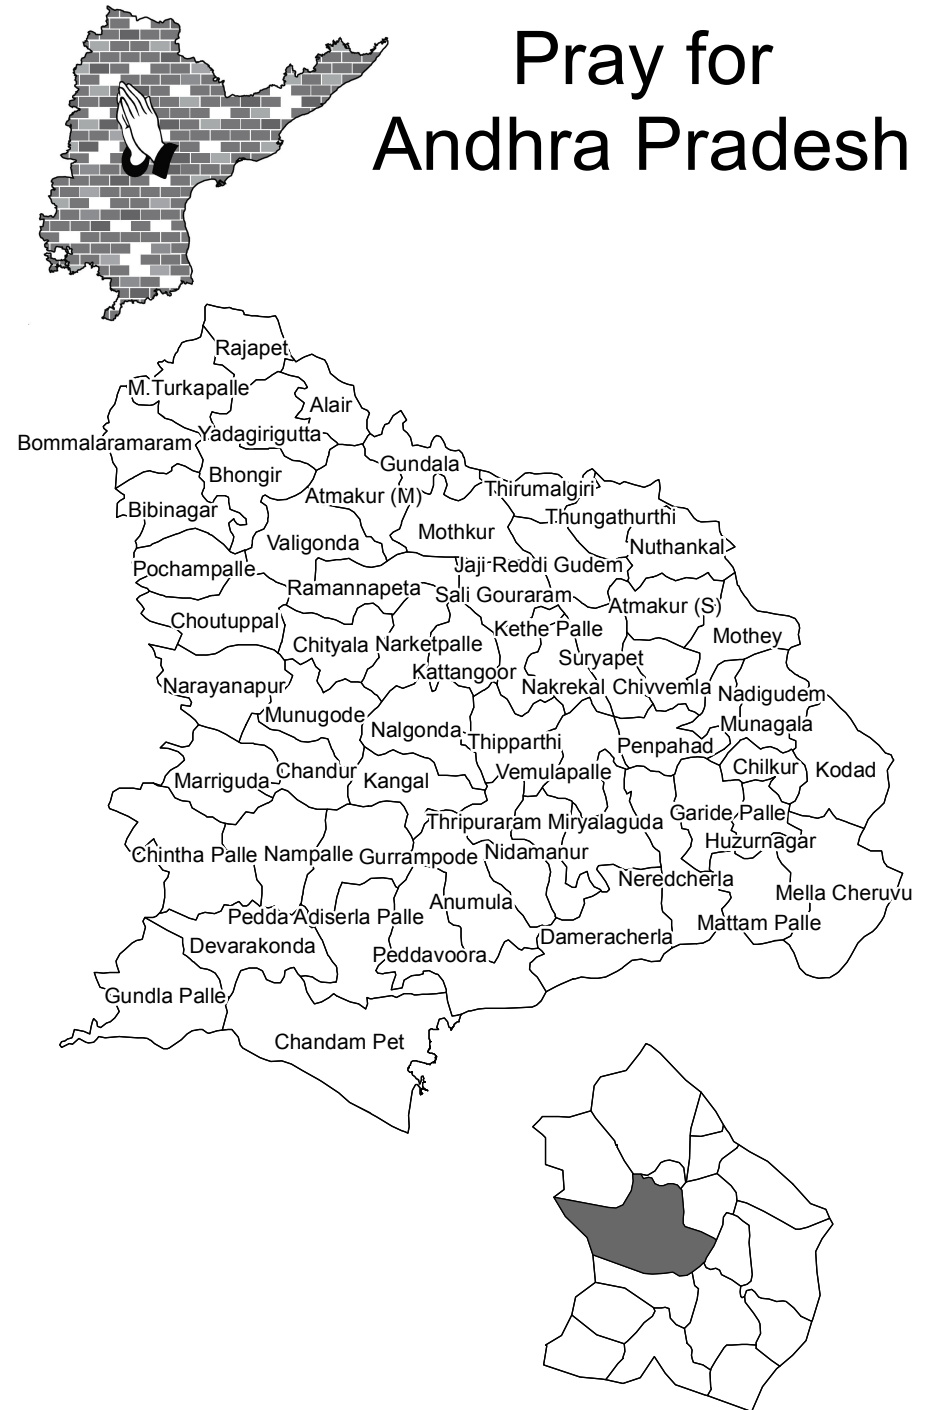 Pray for
Andhra Pradesh
Rajapet
M.Turkapalle
Alair
Yadagirigutta
Bommalaramaram
Gundala
Bhongir
Thirumalgiri
Atmakur (M)
Bibinagar
Thungathurthi
Mothkur
Valigonda
Nuthankal
Jaji-Reddi Gudem
Pochampalle
Ramannapeta
Sali Gouraram
Atmakur (S)
Choutuppal
Kethe Palle
Mothey
Chityala
Narketpalle
Suryapet
Kattangoor
Narayanapur
Nakrekal
Chivvemla
Nadigudem
Munugode
Munagala
Nalgonda
Thipparthi
Penpahad
Chandur
Vemulapalle
Chilkur
Kodad
Marriguda
Kangal
Garide Palle
Thripuraram
Miryalaguda
Huzurnagar
Chintha Palle
Nampalle
Gurrampode
Nidamanur
Neredcherla
Mella Cheruvu
Anumula
Pedda Adiserla Palle
Mattam Palle
Devarakonda
Dameracherla
Peddavoora
Gundla Palle
Chandam Pet